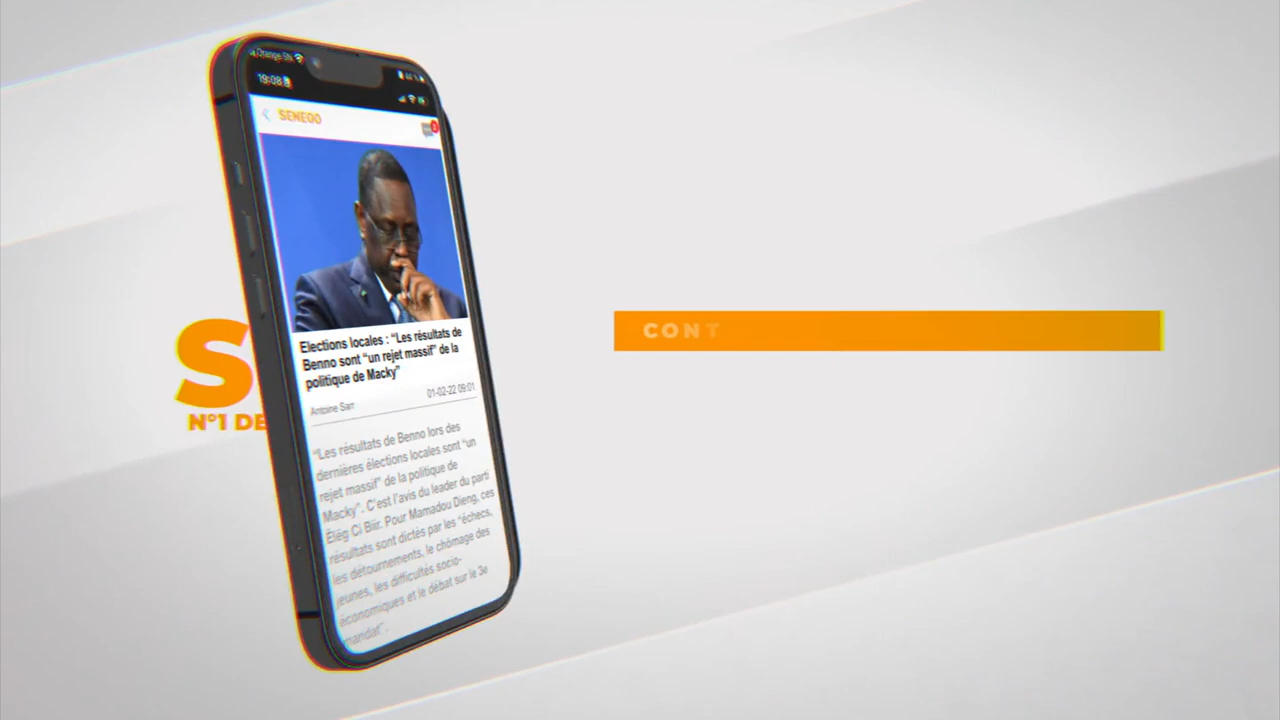 Orange SN
19:08
SENEGO
Elections locales : “Les résultats de
Benno sont “un rejet massif” de la
politique de Macky”
Antoine Sarr
01-02-22 09:01
“Les résultats de Benno lors des
dernières élections locales sont “un
rejet massif” de la politique de
Macky”. C’est l’avis du leader du parti
Élëg Ci Biir. Pour Mamadou Dieng, ces
résultats sont dictés par les “échecs,
les détournements, le chômage des
jeunes, les difficultés socio-
économiques et le débat sur le 3e
mandat”.
S
N°1 DE
CONT